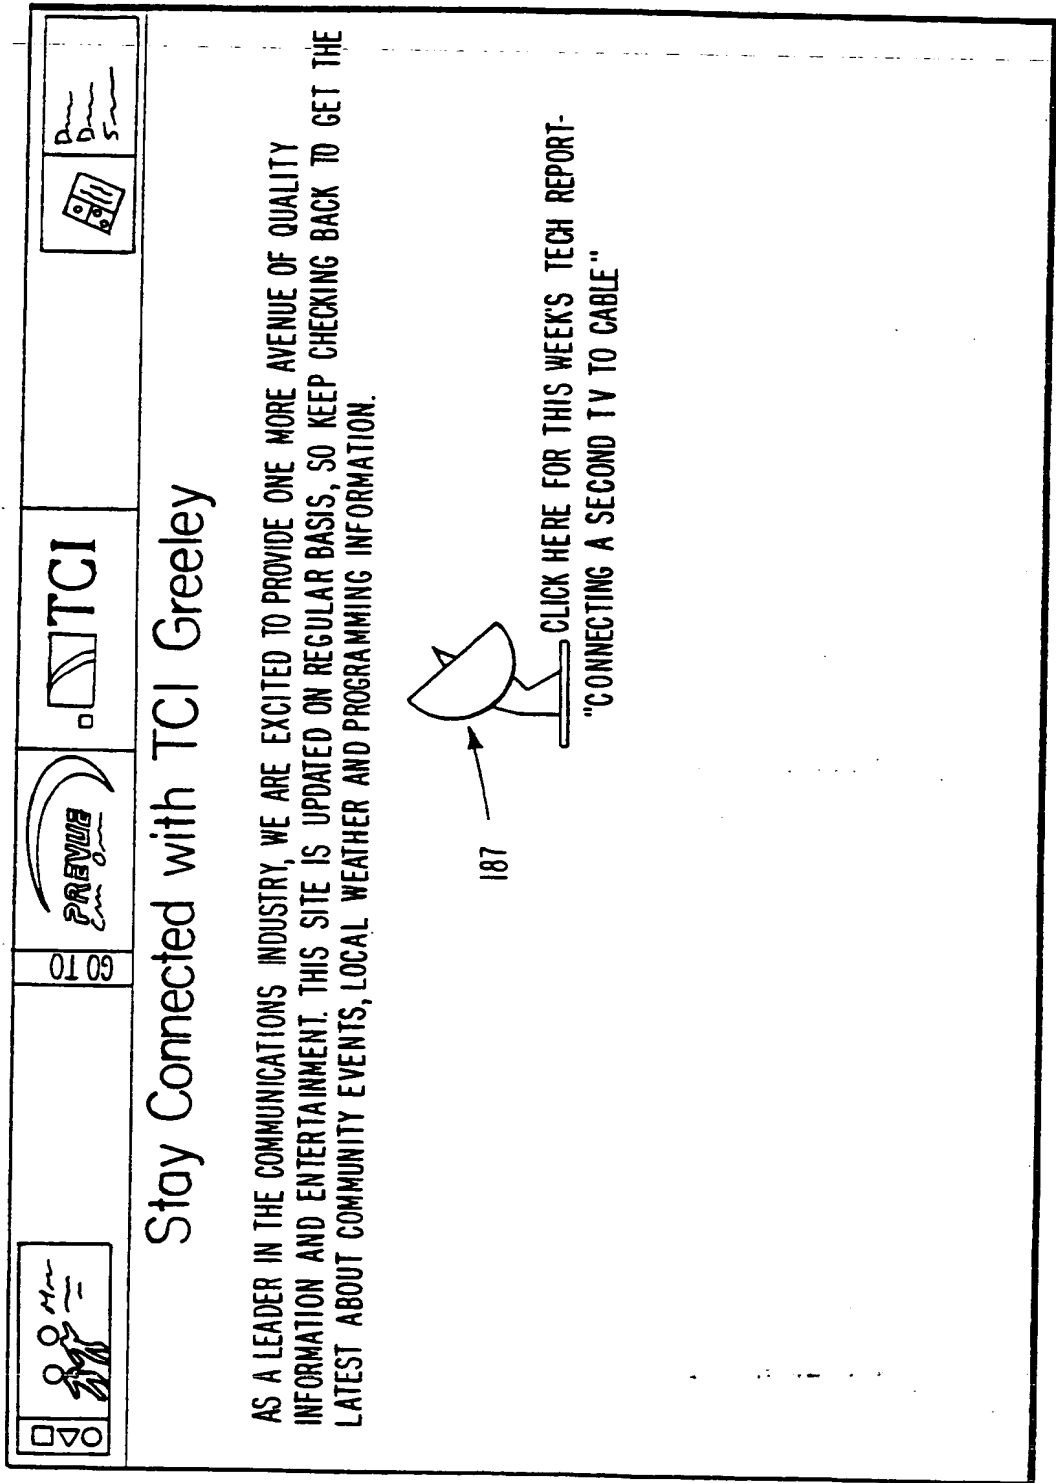 GO TO
PREVUE
TCI
Stay Connected with TCI Greeley
AS A LEADER IN THE COMMUNICATIONS INDUSTRY, WE ARE EXCITED TO PROVIDE ONE MORE AVENUE OF QUALITY
INFORMATION AND ENTERTAINMENT. THIS SITE IS UPDATED ON REGULAR BASIS, SO KEEP CHECKING BACK TO GET THE
LATEST ABOUT COMMUNITY EVENTS, LOCAL WEATHER AND PROGRAMMING INFORMATION.
187
CLICK HERE FOR THIS WEEK'S TECH REPORT-
"CONNECTING A SECOND TV TO CABLE"